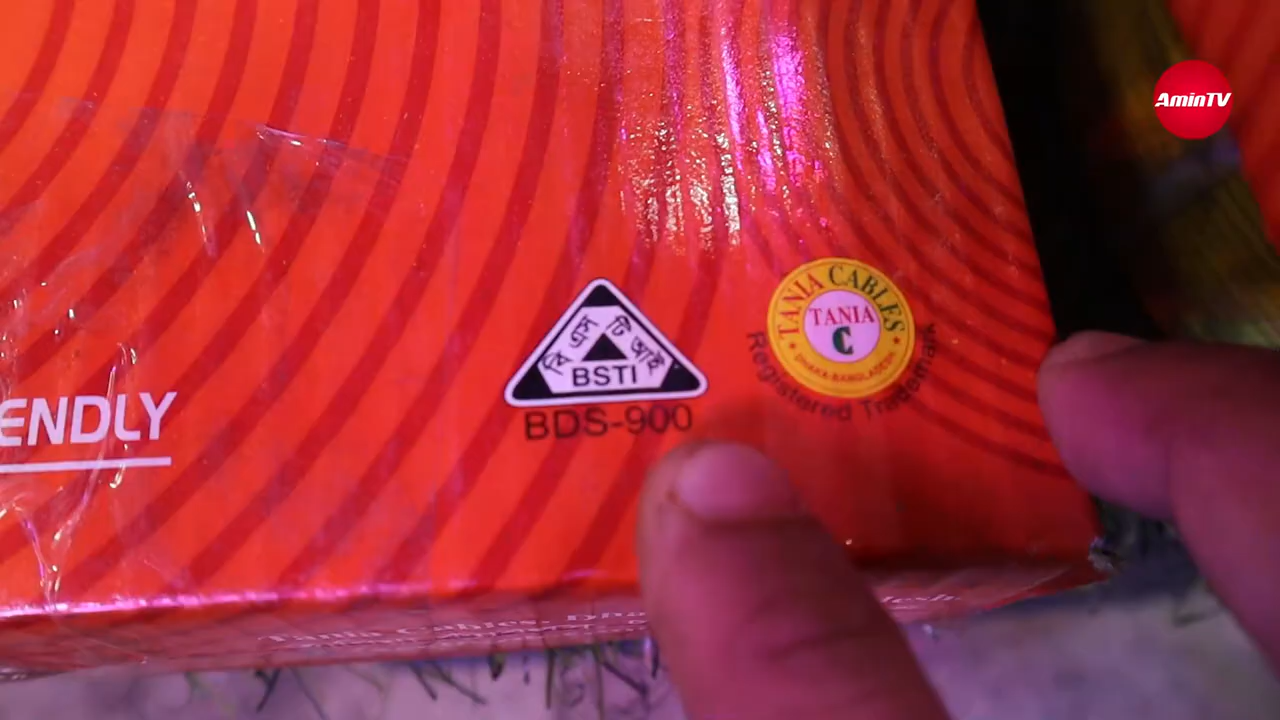 AminTV
TANIA CABLES
TANIA
C
DHAKA-BANGLADESH
Registered Trademark
বি এস টি আই
BSTI
BDS-900
ENDLY
Tania Cables.